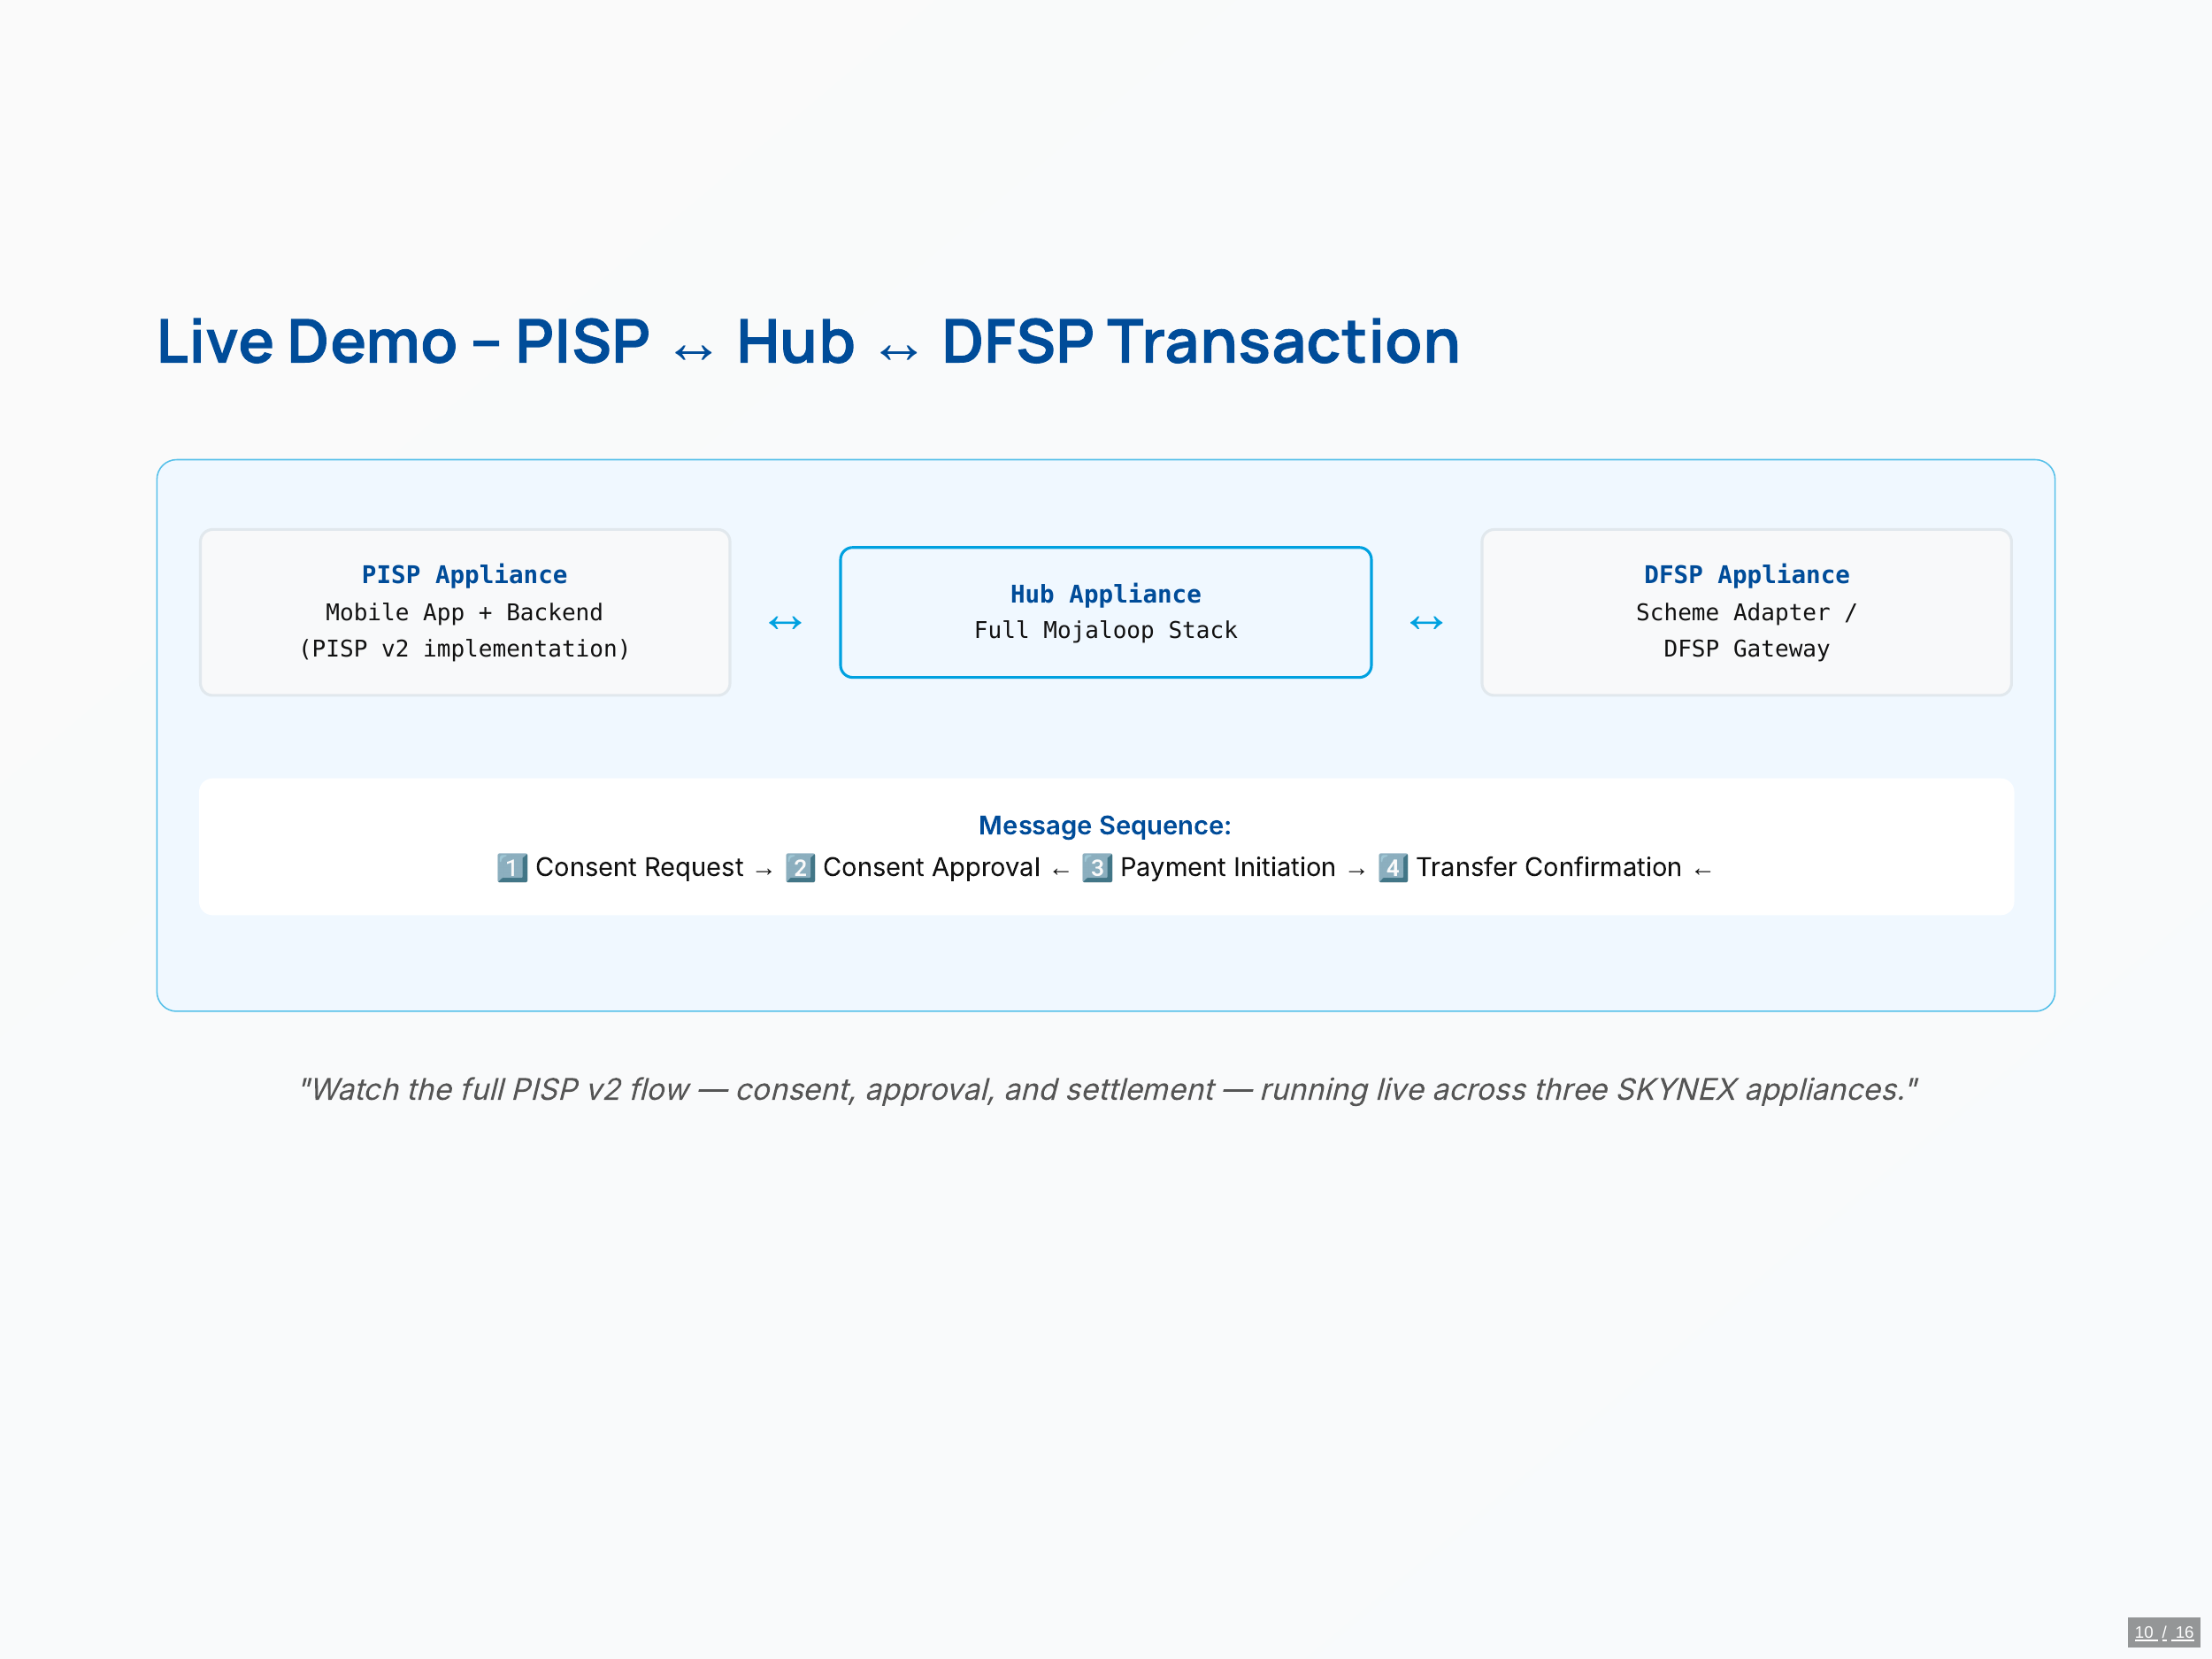 Live Demo – PISP ↔ Hub ↔ DFSP Transaction
PISP Appliance
Mobile App + Backend
(PISP v2 implementation)
↔
Hub Appliance
Full Mojaloop Stack
↔
DFSP Appliance
Scheme Adapter /
DFSP Gateway
Message Sequence:
1️⃣ Consent Request → 2️⃣ Consent Approval ← 3️⃣ Payment Initiation → 4️⃣ Transfer Confirmation ←
"Watch the full PISP v2 flow — consent, approval, and settlement — running live across three SKYNEX appliances."
10 / 16